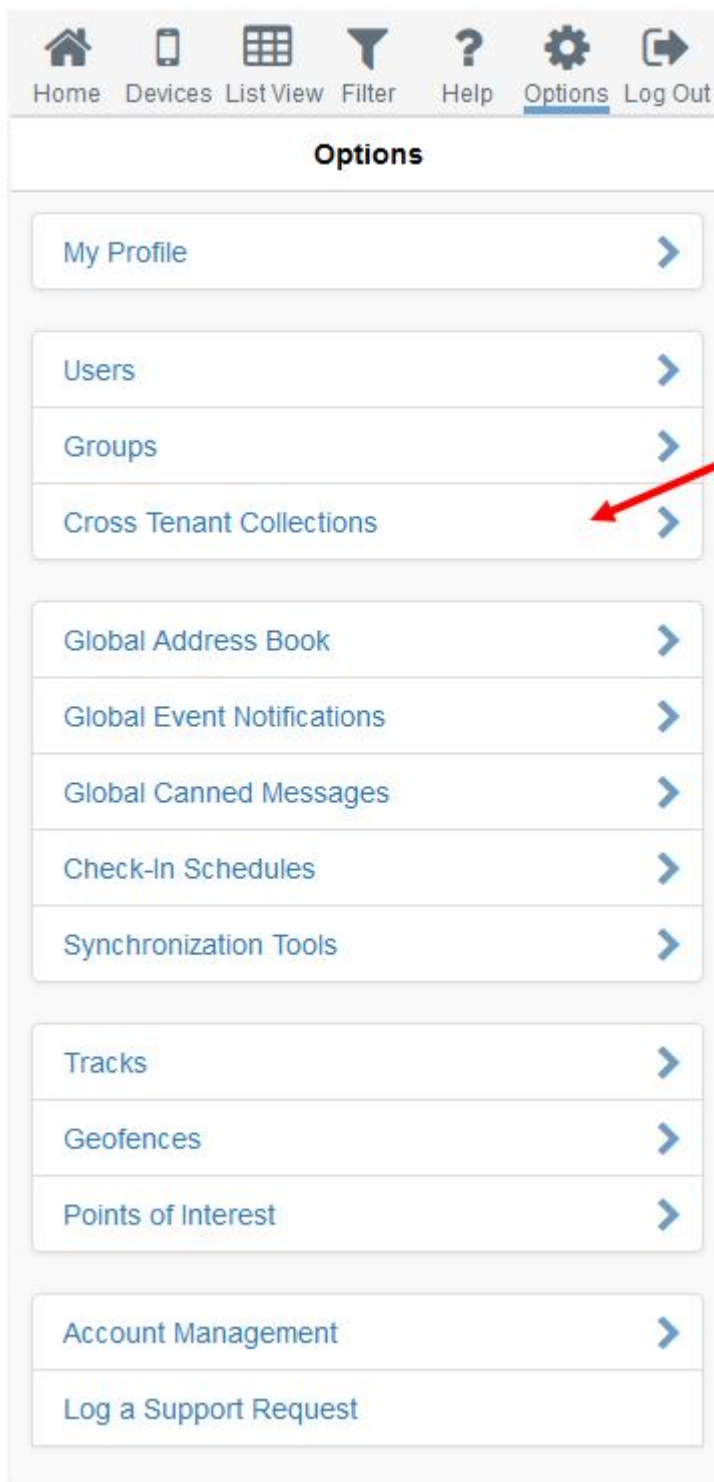 Home Devices List View Filter Help Options Log Out
Options
My Profile
Users
Groups
Cross Tenant Collections
Global Address Book
Global Event Notifications
Global Canned Messages
Check-In Schedules
Synchronization Tools
Tracks
Geofences
Points of Interest
Account Management
Log a Support Request